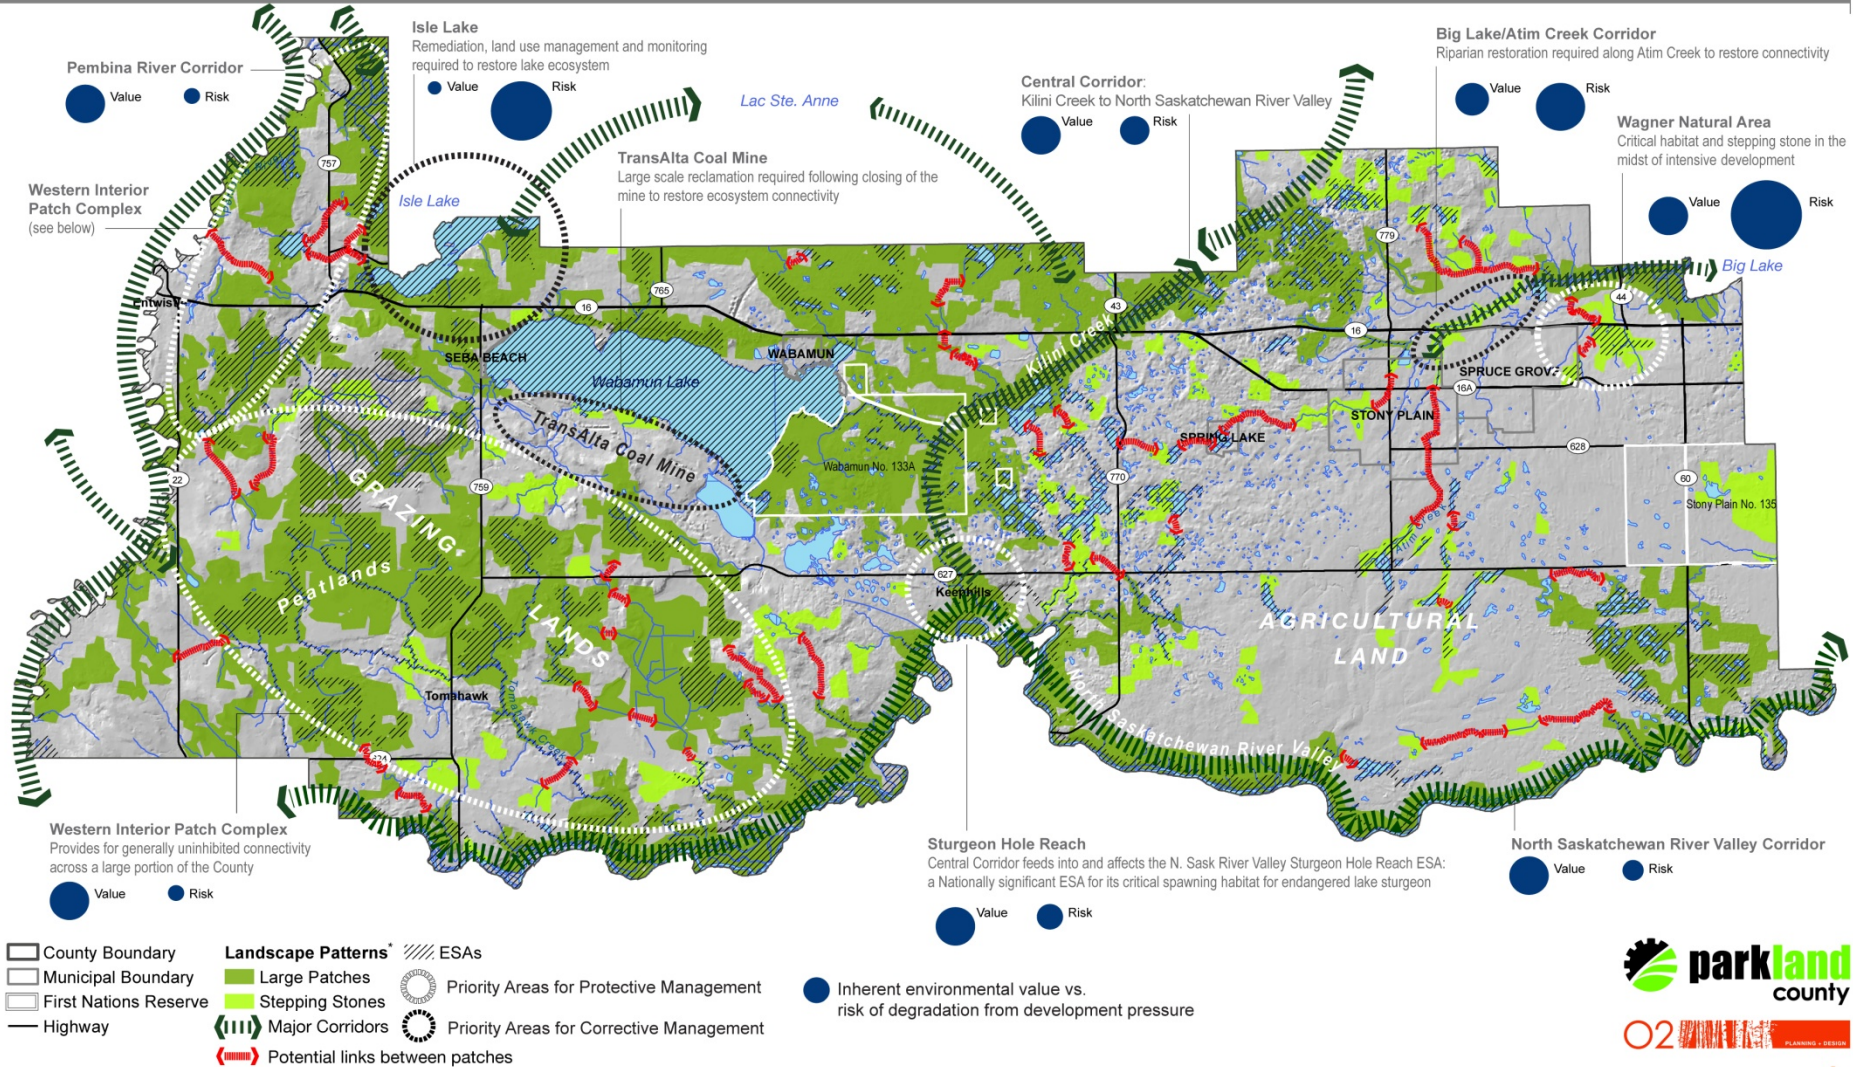 Isle Lake
Remediation, land use management and monitoring
required to restore lake ecosystem
Value
Risk
Pembina River Corridor
Value
Risk
Big Lake/Atim Creek Corridor
Riparian restoration required along Atim Creek to restore connectivity
Value
Risk
Central Corridor:
Kilini Creek to North Saskatchewan River Valley
Value
Risk
Lac Ste. Anne
Wagner Natural Area
Critical habitat and stepping stone in the
midst of intensive development
Value
Risk
TransAlta Coal Mine
Large scale reclamation required following closing of the
mine to restore ecosystem connectivity
Western Interior
Patch Complex
(see below)
Isle Lake
Big Lake
757
779
765
16
43
44
16
Entwistle
SEBA BEACH
WABAMUN
Kilini Creek
Wabamun Lake
SPRUCE GROVE
16A
STONY PLAIN
SPRING LAKE
628
TransAlta Coal Mine
Wabamun No. 133A
22
759
770
60
Stony Plain No. 135
GRAZING
LANDS
Peatlands
Atim Creek
627
Keephills
AGRICULTURAL
LAND
Tomahawk
Tomahawk Creek
624
North Saskatchewan River Valley
Western Interior Patch Complex
Provides for generally uninhibited connectivity
across a large portion of the County
Value
Risk
Sturgeon Hole Reach
Central Corridor feeds into and affects the N. Sask River Valley Sturgeon Hole Reach ESA:
a Nationally significant ESA for its critical spawning habitat for endangered lake sturgeon
Value
Risk
North Saskatchewan River Valley Corridor
Value
Risk
County Boundary
Municipal Boundary
First Nations Reserve
Highway
Landscape Patterns*
Large Patches
Stepping Stones
Major Corridors
Potential links between patches
ESAs
Priority Areas for Protective Management
Priority Areas for Corrective Management
Inherent environmental value vs.
risk of degradation from development pressure
parkland
county
O2
PLANNING + DESIGN